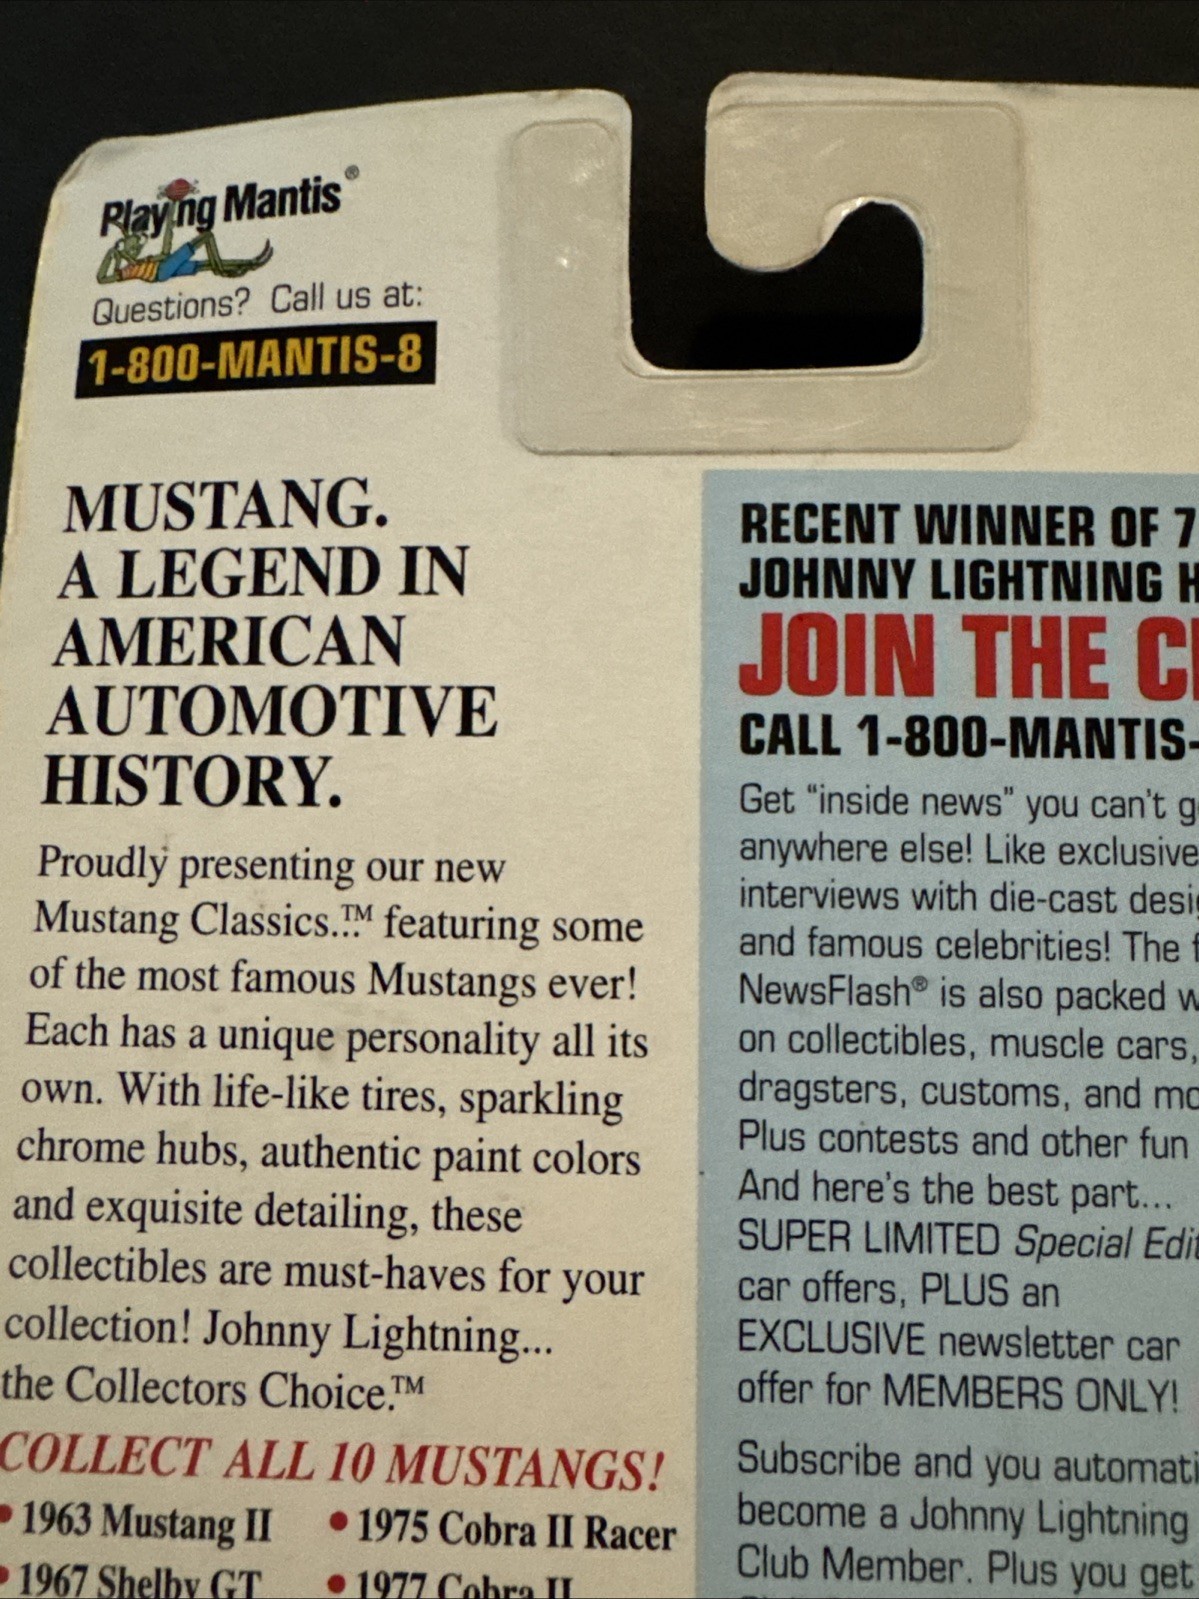 Playing Mantis®
Questions? Call us at:
1-800-MANTIS-8
MUSTANG.
A LEGEND IN
AMERICAN
AUTOMOTIVE
HISTORY.
Proudly presenting our new
Mustang Classics...™ featuring some
of the most famous Mustangs ever!
Each has a unique personality all its
own. With life-like tires, sparkling
chrome hubs, authentic paint colors
and exquisite detailing, these
collectibles are must-haves for your
collection! Johnny Lightning...
the Collectors Choice.™
COLLECT ALL 10 MUSTANGS!
• 1963 Mustang II
• 1975 Cobra II Racer
• 1967 Shelby GT
• 1977 Cobra II
RECENT WINNER OF 7
JOHNNY LIGHTNING
JOIN THE
CALL 1-800-MANTIS-
Get "inside news" you can't
anywhere else! Like exclusive
interviews with die-cast
and famous celebrities! The
NewsFlash® is also packed
on collectibles, muscle cars,
dragsters, customs, and
Plus contests and other fun
And here's the best part...
SUPER LIMITED Special
car offers, PLUS an
EXCLUSIVE newsletter car
offer for MEMBERS ONLY!
Subscribe and you
become a Johnny Lightning
Club Member. Plus you get